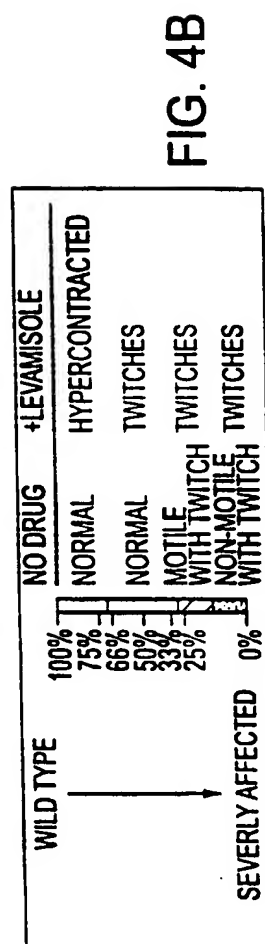 NO DRUG +LEVAMISOLE
WILD TYPE
100%
NORMAL HYPERCONTRACTED
75%
66%
50% NORMAL TWITCHES
33%
MOTILE WITH TWITCH TWITCHES
25%
NON-MOTILE WITH TWITCH TWITCHES
0%
SEVERLY AFFECTED
FIG. 4B